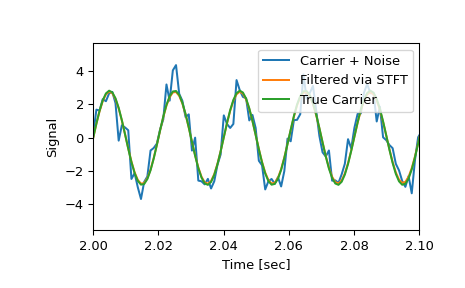 Carrier + Noise
Filtered via STFT
True Carrier
Signal
4
2
0
−2
−4
2.00 2.02 2.04 2.06 2.08 2.10
Time [sec]